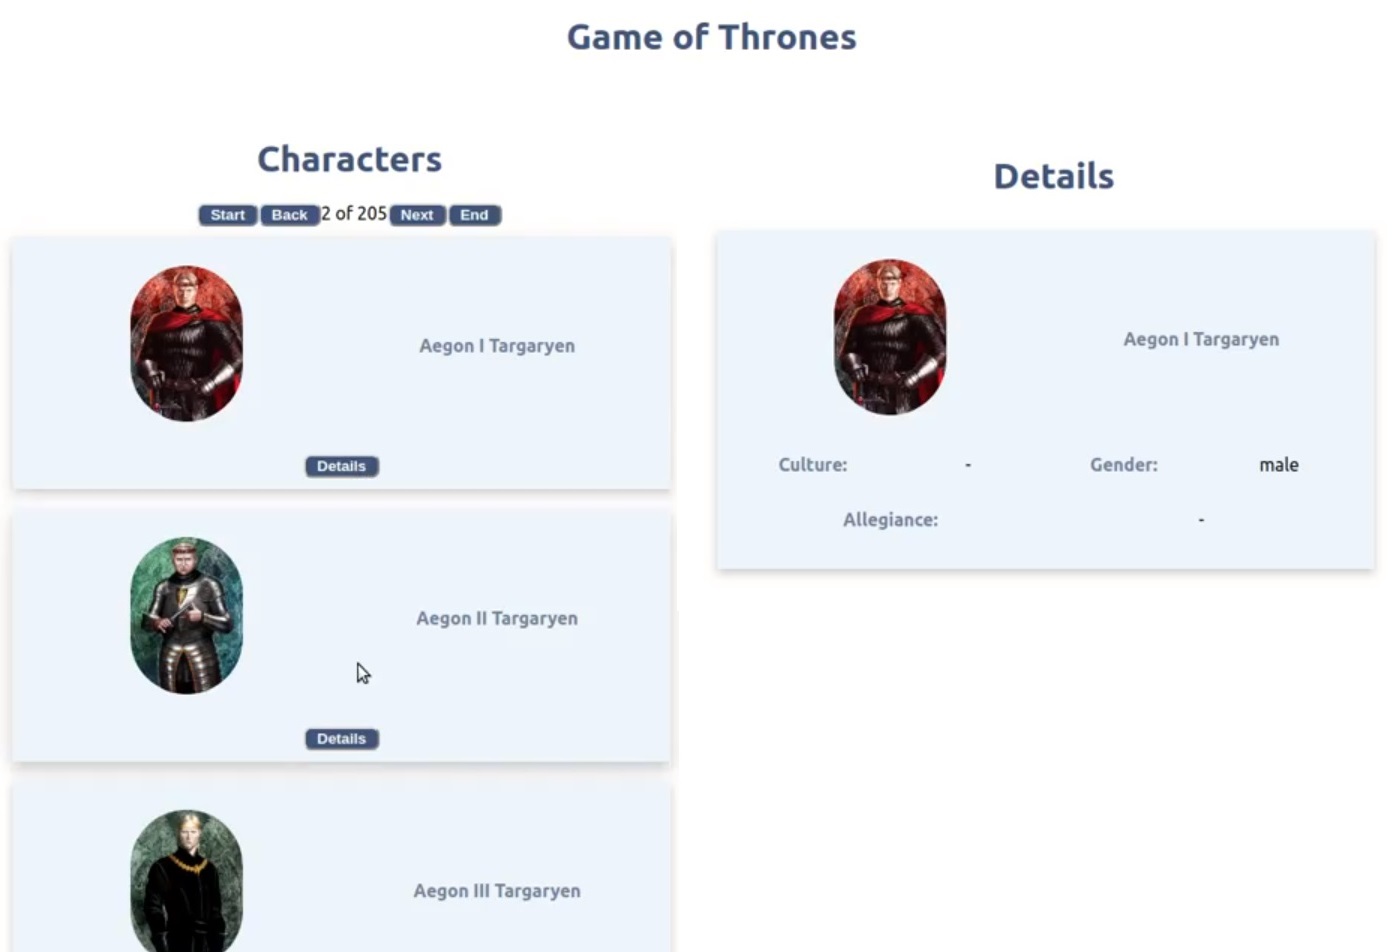 Game of Thrones
Characters
Start Back 2 of 205 Next End
Aegon I Targaryen
Details
Aegon II Targaryen
Details
Aegon III Targaryen
Details
Aegon I Targaryen
Culture: - Gender: male
Allegiance: -